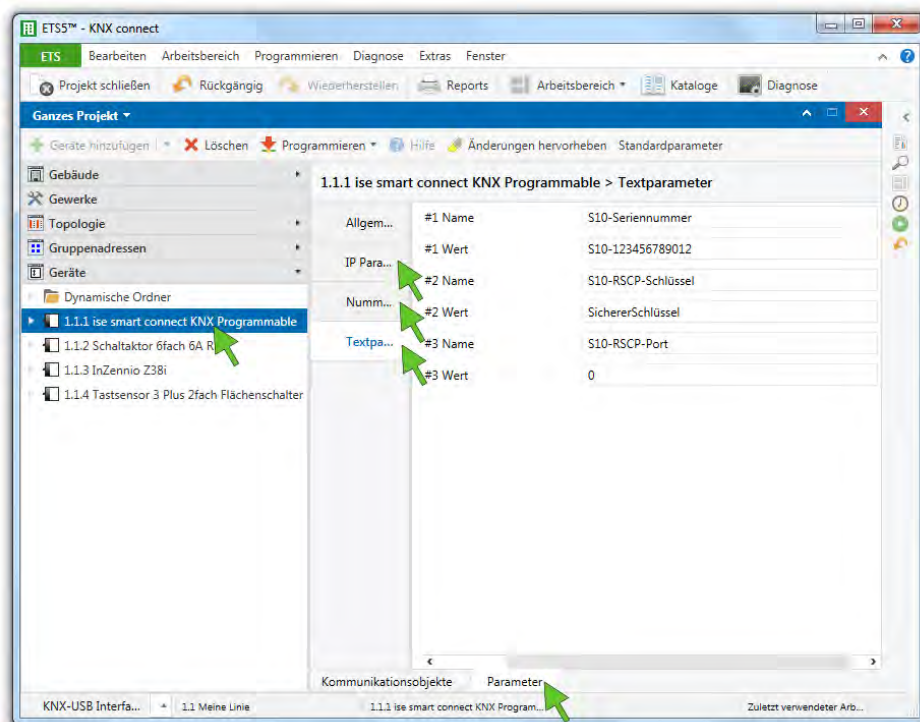 ETS5™ - KNX connect
ETS Bearbeiten Arbeitsbereich Programmieren Diagnose Extras Fenster
Projekt schließen Rückgängig Wiederherstellen Reports Arbeitsbereich Kataloge Diagnose
Ganzes Projekt
Geräte hinzufügen Löschen Programmieren Hilfe Änderungen hervorheben Standardparameter
Gebäude
Gewerke
Topologie
Gruppenadressen
Geräte
Dynamische Ordner
1.1.1 ise smart connect KNX Programmable
1.1.2 Schaltaktor 6fach 6A R
1.1.3 InZennio Z38i
1.1.4 Tastsensor 3 Plus 2fach Flächenschalter
1.1.1 ise smart connect KNX Programmable > Textparameter
Allgem...
IP Para...
Numm...
Textpa...
#1 Name S10-Seriennummer
#1 Wert S10-123456789012
#2 Name S10-RSCP-Schlüssel
#2 Wert SichererSchlüssel
#3 Name S10-RSCP-Port
#3 Wert 0
Kommunikationsobjekte Parameter
KNX-USB Interfa... 1.1 Meine Linie 1.1.1 ise smart connect KNX Program... Zuletzt verwendeter Arb...